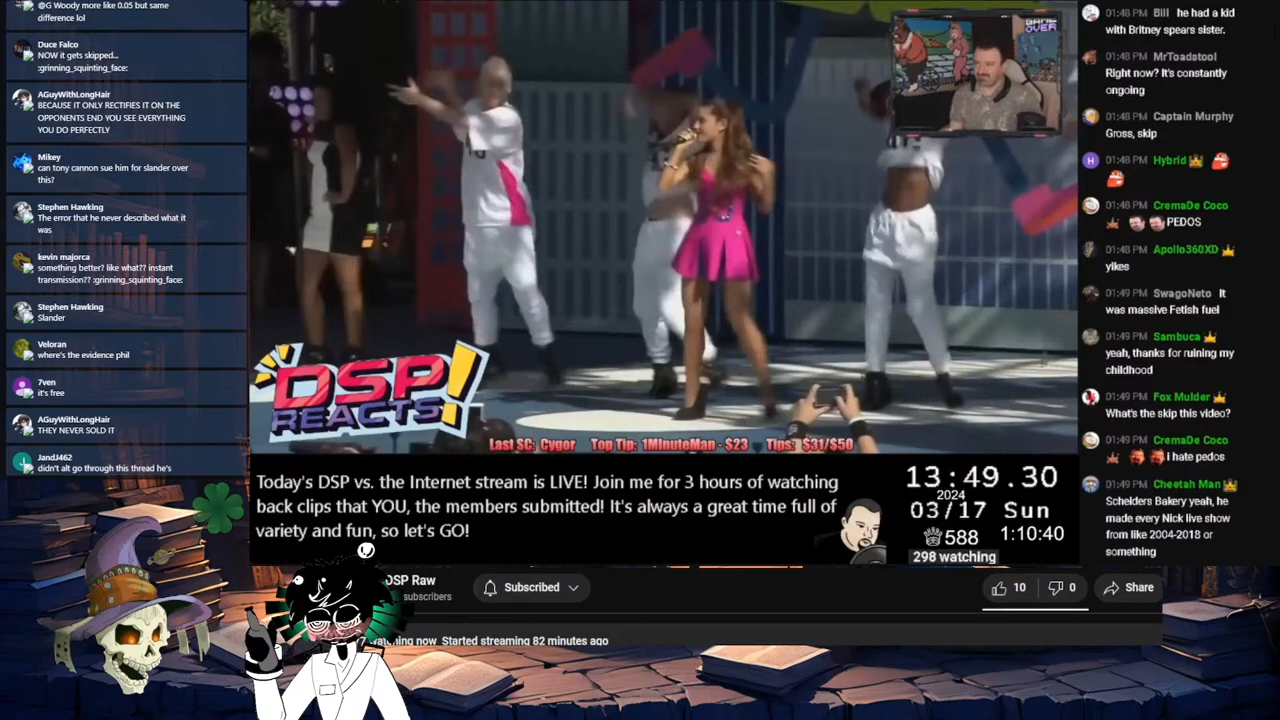 @G Woody more like 0.05 but same
difference lol
Duce Falco
NOW it gets skipped...
:grinning_squinting_face:
AGuyWithLongHair
BECAUSE IT ONLY RECTIFIES IT ON THE
OPPONENTS END YOU SEE EVERYTHING
YOU DO PERFECTLY
Mikey
can tony cannon sue him for slander over
this?
Stephen Hawking
The error that he never described what it
was
kevin majorca
something better? like what?? instant
transmission?? :grinning_squinting_face:
Stephen Hawking
Slander
Veloran
where's the evidence phil
7ven
it's free
AGuyWithLongHair
THEY NEVER SOLD IT
JandJ462
didn't alt go through this thread he's
GAME
OVER
DSP!
REACTS
Last SC: Cygor Top Tip: 1MinuteMan - $23 Tips: $31/$50
Today's DSP vs. the Internet stream is LIVE! Join me for 3 hours of watching
back clips that YOU, the members submitted! It's always a great time full of
variety and fun, so let's GO!
13:49.30
2024
03/17 Sun
588 1:10:40
298 watching
DSP Raw
subscribers
Subscribed
10
0
Share
watching now Started streaming 82 minutes ago
01:48 PM Bill he had a kid
with Britney spears sister.
01:48 PM MrToadstool
Right now? It's constantly
ongoing
01:48 PM Captain Murphy
Gross, skip
H 01:48 PM Hybrid
01:48 PM CremaDe Coco
PEDOS
01:48 PM Apollo360XD
yikes
01:49 PM SwagoNeto It
was massive Fetish fuel
01:49 PM Sambuca
yeah, thanks for ruining my
childhood
01:49 PM Fox Mulder
What's the skip this video?
01:49 PM CremaDe Coco
i hate pedos
01:49 PM Cheetah Man
Schelders Bakery yeah, he
made every Nick live show
from like 2004-2018 or
something